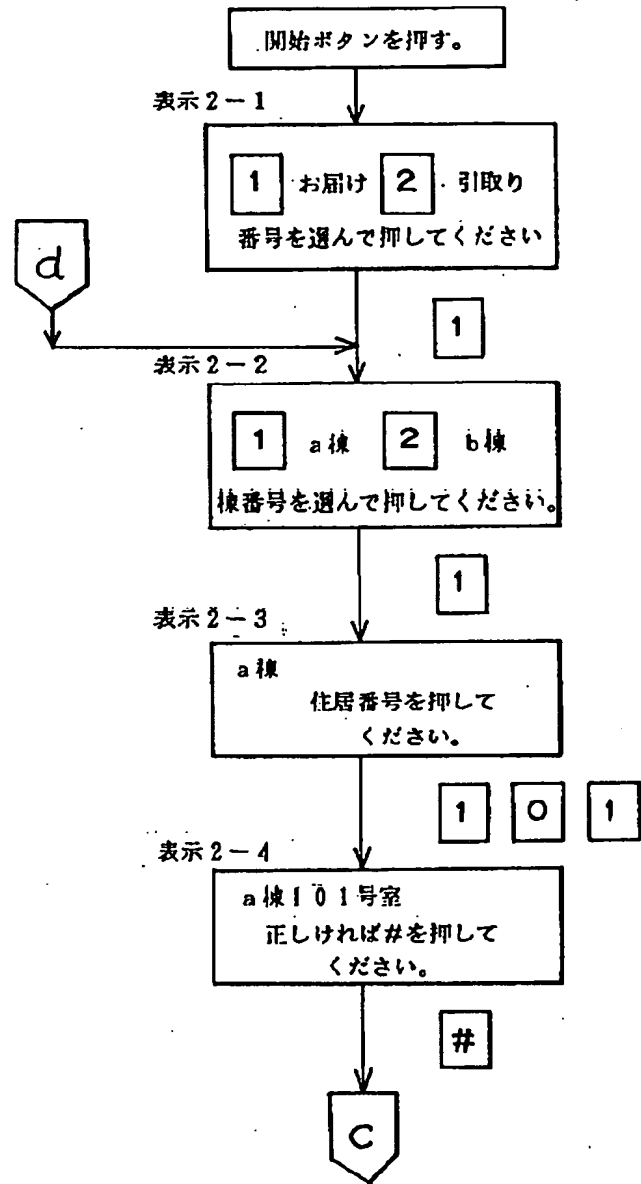 開始ボタンを押す。
表示2-1
1 お届け 2 引取り
番号を選んで押してください
d
1
表示2-2
1 a棟 2 b棟
棟番号を選んで押してください。
1
表示2-3
a棟
住居番号を押して
ください。
1 0 1
表示2-4
a棟101号室
正しければ#を押して
ください。
#
c